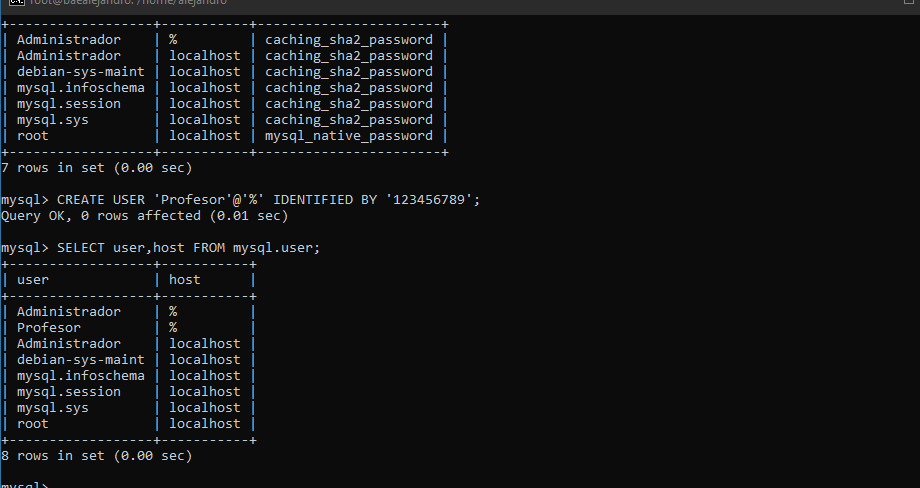 root@baealejandro: /home/alejandro
+------------------+-----------+-----------------------+
| Administrador    | %         | caching_sha2_password |
| Administrador    | localhost | caching_sha2_password |
| debian-sys-maint | localhost | caching_sha2_password |
| mysql.infoschema | localhost | caching_sha2_password |
| mysql.session    | localhost | caching_sha2_password |
| mysql.sys        | localhost | caching_sha2_password |
| root             | localhost | mysql_native_password |
+------------------+-----------+-----------------------+
7 rows in set (0.00 sec)
mysql> CREATE USER 'Profesor'@'%' IDENTIFIED BY '123456789';
Query OK, 0 rows affected (0.01 sec)
mysql> SELECT user,host FROM mysql.user;
+------------------+-----------+
| user             | host      |
+------------------+-----------+
| Administrador    | %         |
| Profesor         | %         |
| Administrador    | localhost |
| debian-sys-maint | localhost |
| mysql.infoschema | localhost |
| mysql.session    | localhost |
| mysql.sys        | localhost |
| root             | localhost |
+------------------+-----------+
8 rows in set (0.00 sec)
mysql>